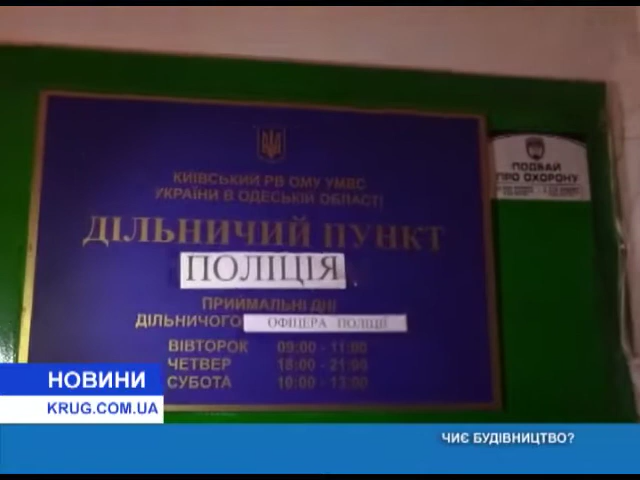 КИЇВСЬКИЙ РВ ОМУ УМВС
УКРАЇНИ В ОДЕСЬКІЙ ОБЛАСТІ
ДІЛЬНИЧИЙ ПУНКТ
ПОЛІЦІЯ
ПРИЙМАЛЬНІ ДНІ
ДІЛЬНИЧОГО ОФІЦЕРА ПОЛІЦІЇ
ВІВТОРОК 09:00 - 11:00
ЧЕТВЕР 18:00 - 21:00
СУБОТА 10:00 - 13:00
ПОДБАЙ
ПРО ОХОРОНУ
НОВИНИ
KRUG.COM.UA
ЧИЄ БУДІВНИЦТВО?